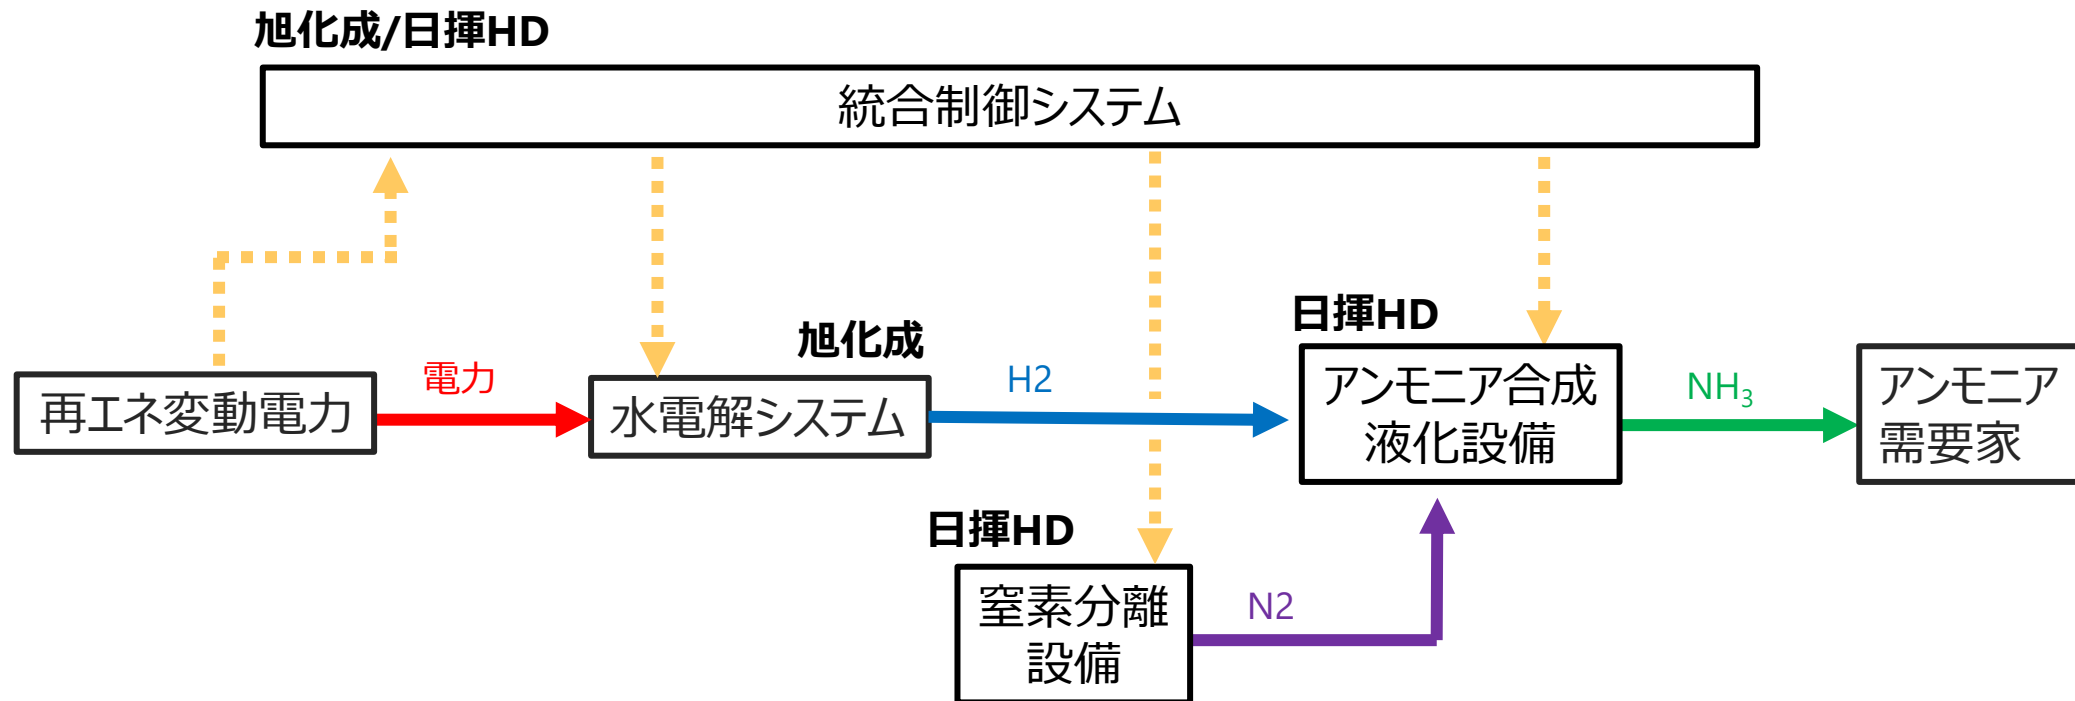 旭化成/日揮HD
統合制御システム
再エネ変動電力
電力
旭化成
水電解システム
H2
日揮HD
アンモニア合成
液化設備
NH₃
アンモニア
需要家
日揮HD
窒素分離
設備
N2